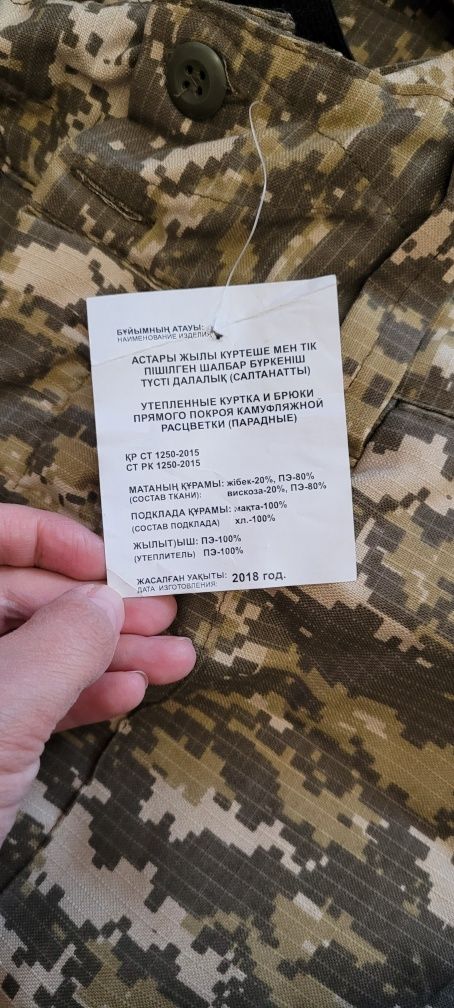 БҰЙЫМНЫҢ АТАУЫ:
НАИМЕНОВАНИЕ ИЗДЕЛИЯ
АСТАРЫ ЖЫЛЫ КҮРТЕШЕ МЕН ТІК
ПІШІЛГЕН ШАЛБАР БҮРКЕНІШ
ТҮСТІ ДАЛАЛЫҚ (САЛТАНАТТЫ)
УТЕПЛЕННЫЕ КУРТКА И БРЮКИ
ПРЯМОГО ПОКРОЯ КАМУФЛЯЖНОЙ
РАСЦВЕТКИ (ПАРАДНЫЕ)
ҚР СТ 1250-2015
СТ РК 1250-2015
МАТАНЫҢ ҚҰРАМЫ: жібек-20%, ПЭ-80%
(СОСТАВ ТКАНИ): вискоза-20%, ПЭ-80%
ПОДКЛАДА ҚҰРАМЫ: мақта-100%
(СОСТАВ ПОДКЛАДА) хл.-100%
ЖЫЛЫТ)ЫШ: ПЭ-100%
(УТЕПЛИТЕЛЬ) ПЭ-100%
ЖАСАЛҒАН УАҚЫТЫ: 2018 год.
ДАТА ИЗГОТОВЛЕНИЯ: